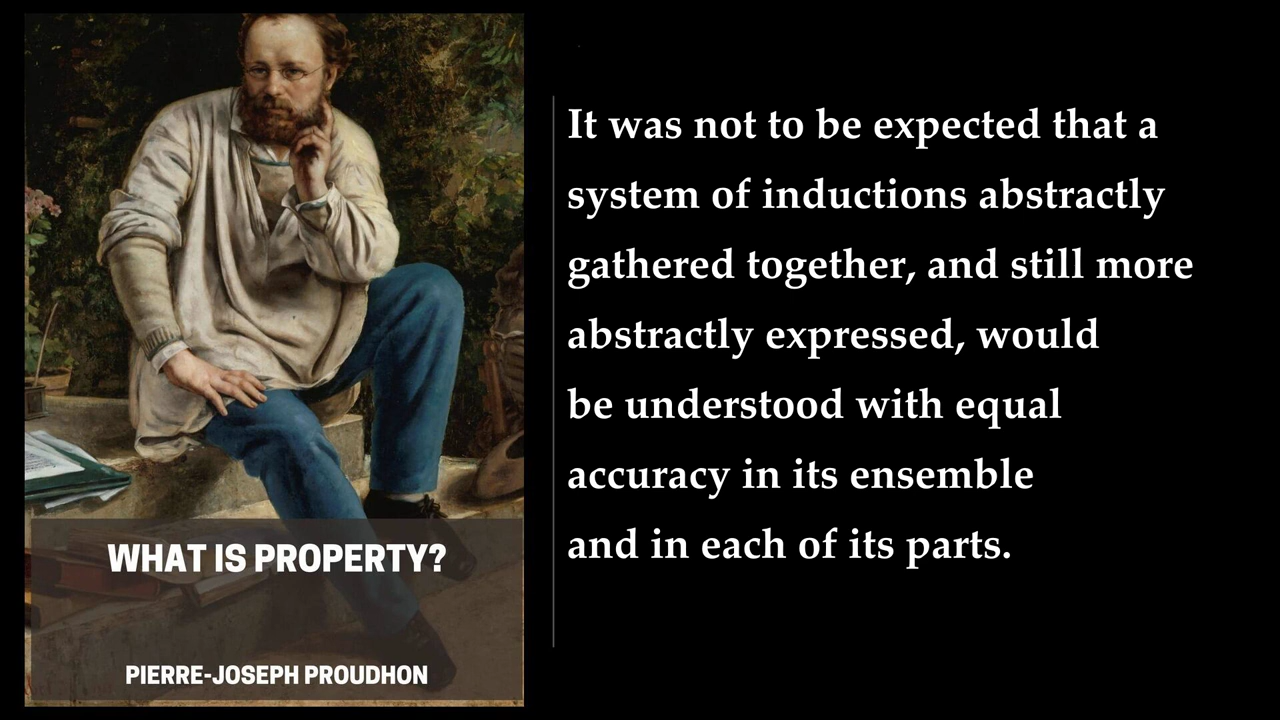 WHAT IS PROPERTY?
PIERRE-JOSEPH PROUDHON
It was not to be expected that a
system of inductions abstractly
gathered together, and still more
abstractly expressed, would
be understood with equal
accuracy in its ensemble
and in each of its parts.